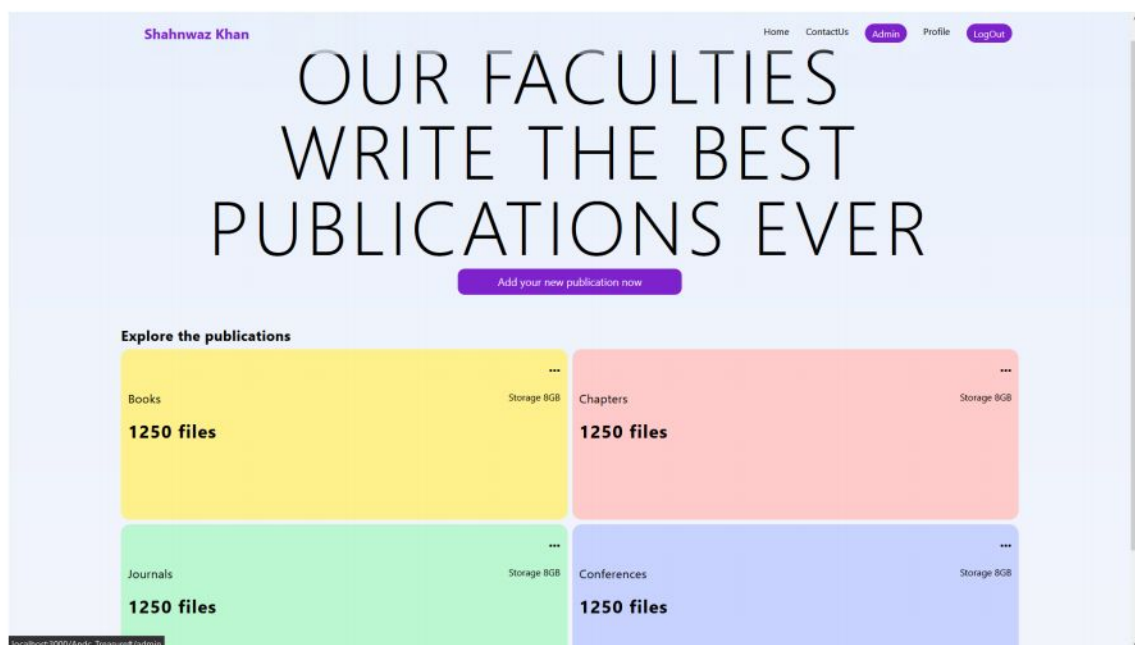 Shahnwaz Khan
Home ContactUs Admin Profile LogOut
OUR FACULTIES
WRITE THE BEST
PUBLICATIONS EVER
Add your new publication now
Explore the publications
...
Books Storage 8GB
1250 files
...
Chapters Storage 8GB
1250 files
...
Journals Storage 8GB
1250 files
...
Conferences Storage 8GB
1250 files